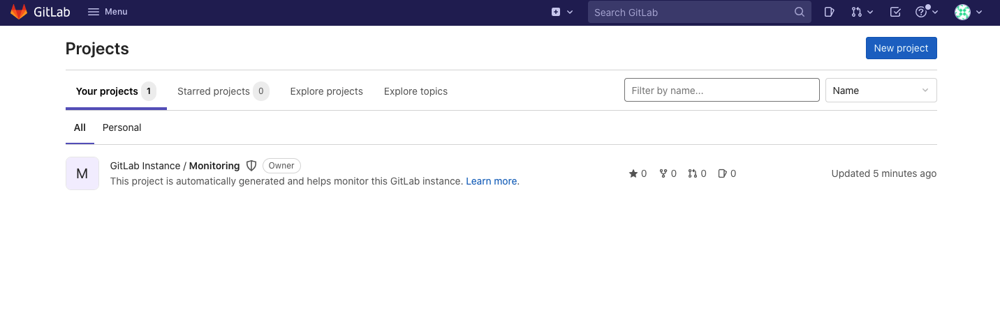 GitLab Menu Search GitLab
Projects New project
Your projects 1 Starred projects 0 Explore projects Explore topics Filter by name... Name
All Personal
M GitLab Instance / Monitoring Owner
This project is automatically generated and helps monitor this GitLab instance. Learn more.
0 0 0 0 Updated 5 minutes ago